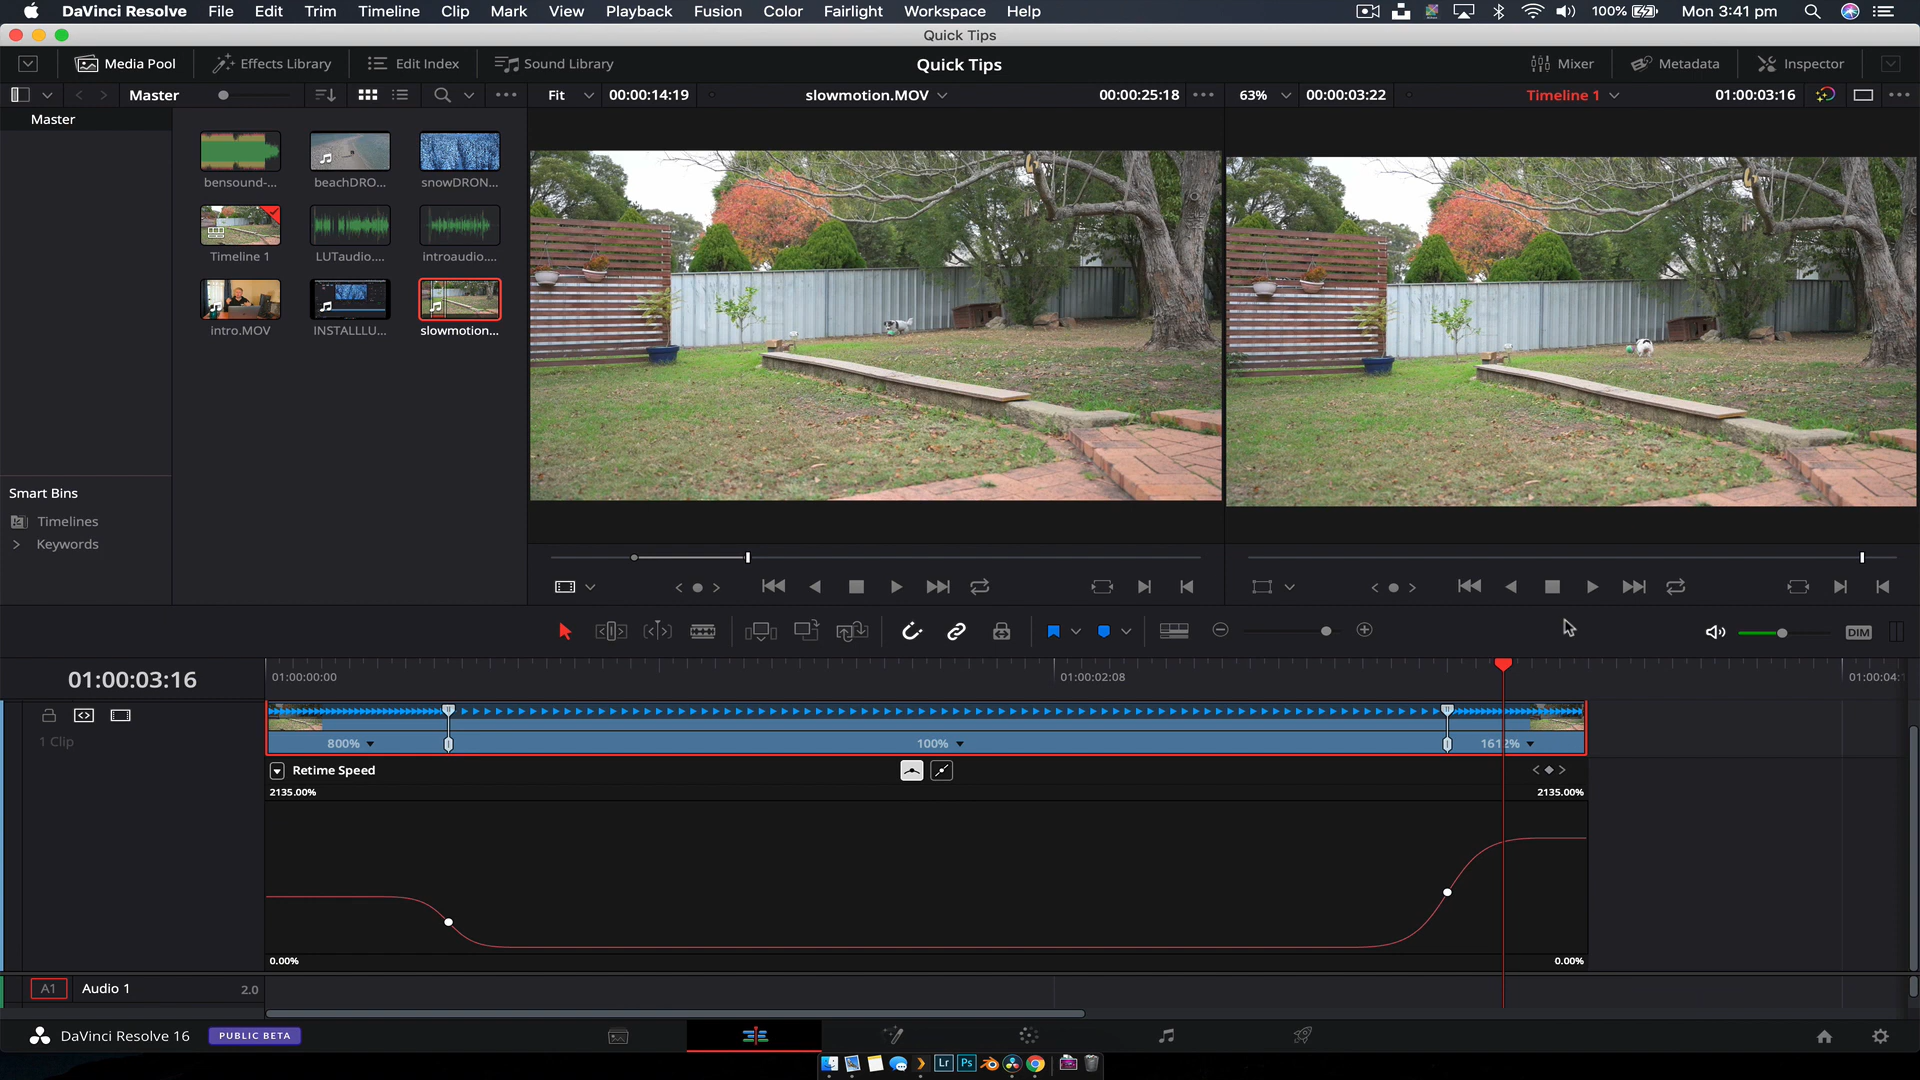 DaVinci Resolve File Edit Trim Timeline Clip Mark View Playback Fusion Color Fairlight Workspace Help 100% Mon 3:41 pm
Quick Tips
Media Pool Effects Library Edit Index Sound Library Quick Tips Mixer Metadata Inspector
Master Fit 00:00:14:19 slowmotion.MOV 00:00:25:18 63% 00:00:03:22 Timeline 1 01:00:03:16
Master
bensound-... beachDRO... snowDRON...
Timeline 1 LUTaudio.... introaudio....
intro.MOV INSTALLLU... slowmotion...
Smart Bins
Timelines
Keywords
DIM
01:00:03:16 01:00:00:00 01:00:02:08 01:00:04:1
1 Clip 800% 100% 1612%
Retime Speed
2135.00% 2135.00%
0.00% 0.00%
A1 Audio 1 2.0
DaVinci Resolve 16 PUBLIC BETA
Lr Ps